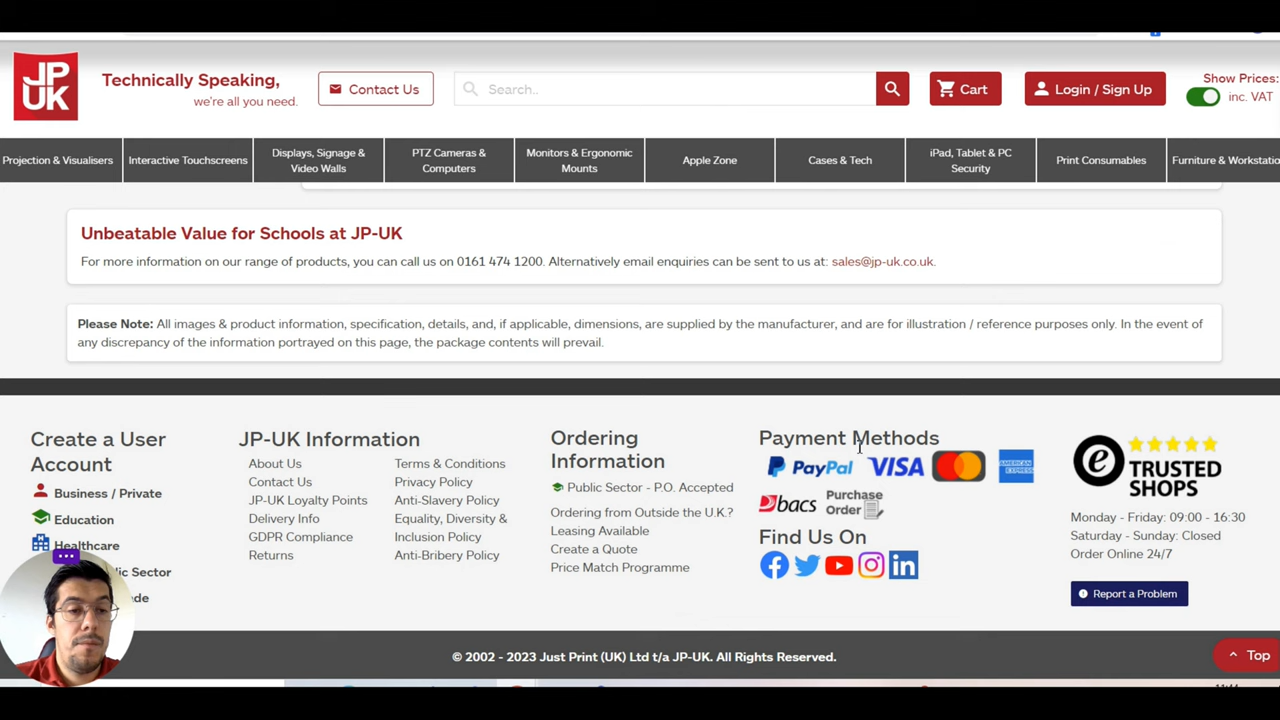 JP
UK
Technically Speaking,
we're all you need.
Contact Us
Search..
Cart
Login / Sign Up
Show Prices:
inc. VAT
Projection & Visualisers
Interactive Touchscreens
Displays, Signage &
Video Walls
PTZ Cameras &
Computers
Monitors & Ergonomic
Mounts
Apple Zone
Cases & Tech
iPad, Tablet & PC
Security
Print Consumables
Furniture & Workstatio
Unbeatable Value for Schools at JP-UK
For more information on our range of products, you can call us on 0161 474 1200. Alternatively email enquiries can be sent to us at: sales@jp-uk.co.uk.
Please Note: All images & product information, specification, details, and, if applicable, dimensions, are supplied by the manufacturer, and are for illustration / reference purposes only. In the event of
any discrepancy of the information portrayed on this page, the package contents will prevail.
Create a User
Account
Business / Private
Education
Healthcare
Sector
JP-UK Information
About Us
Contact Us
JP-UK Loyalty Points
Delivery Info
GDPR Compliance
Returns
Terms & Conditions
Privacy Policy
Anti-Slavery Policy
Equality, Diversity &
Inclusion Policy
Anti-Bribery Policy
Ordering
Information
Public Sector - P.O. Accepted
Ordering from Outside the U.K.?
Leasing Available
Create a Quote
Price Match Programme
Payment Methods
PayPal
VISA
AMERICAN
EXPRESS
bacs
Purchase
Order
Find Us On
e
TRUSTED
SHOPS
Monday - Friday: 09:00 - 16:30
Saturday - Sunday: Closed
Order Online 24/7
Report a Problem
© 2002 - 2023 Just Print (UK) Ltd t/a JP-UK. All Rights Reserved.
Top